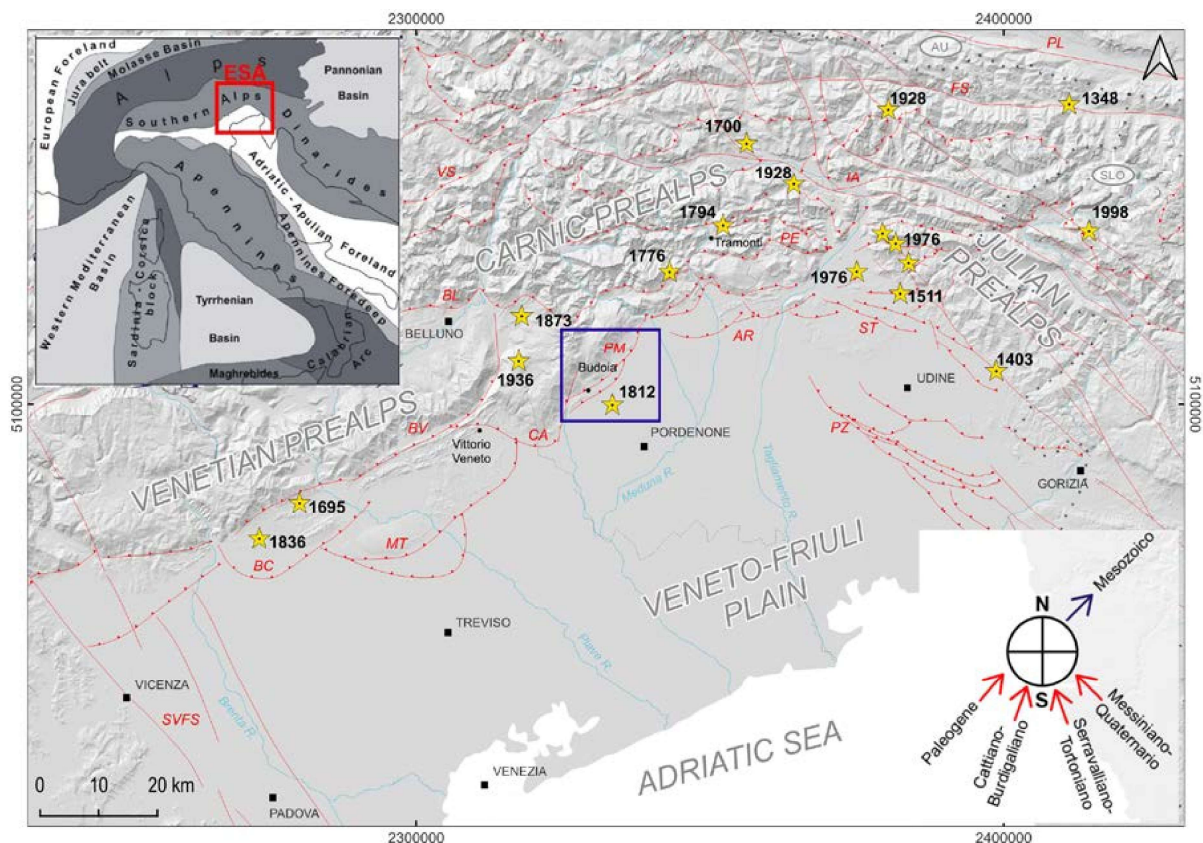 2300000
2400000
European Foreland
Jura belt
Molasse Basin
Alps
ESA
Southern Alps
Pannonian
Basin
Dinarides
Adriatic - Apulian Foreland
Apennines
Apennines Foredeep
Western Mediterranean
Basin
Sardinia - Corsica
block
Tyrrhenian
Basin
Calabrian
Arc
Maghrebides
AU
PL
FS
1928
1348
1700
VS
1928
IA
SLO
CARNIC PREALPS
1794
Tramonti
PE
1976
1998
JULIAN
PREALPS
1776
1976
1511
BL
BELLUNO
1873
PM
AR
ST
1936
Budoia
1403
UDINE
5100000
5100000
1812
VENETIAN PREALPS
BV
Vittorio
Veneto
CA
PORDENONE
PZ
Meduna R.
Tagliamento R.
GORIZIA
1695
1836
BC
MT
VENETO-FRIULI
PLAIN
TREVISO
Piave R.
VICENZA
SVFS
Brenta R.
ADRIATIC SEA
VENEZIA
PADOVA
0 10 20 km
Mesozoico
N
S
Paleogene
Cattiano-
Burdigaliano
Serravalliano-
Tortoniano
Messiniano-
Quaternario
2300000
2400000